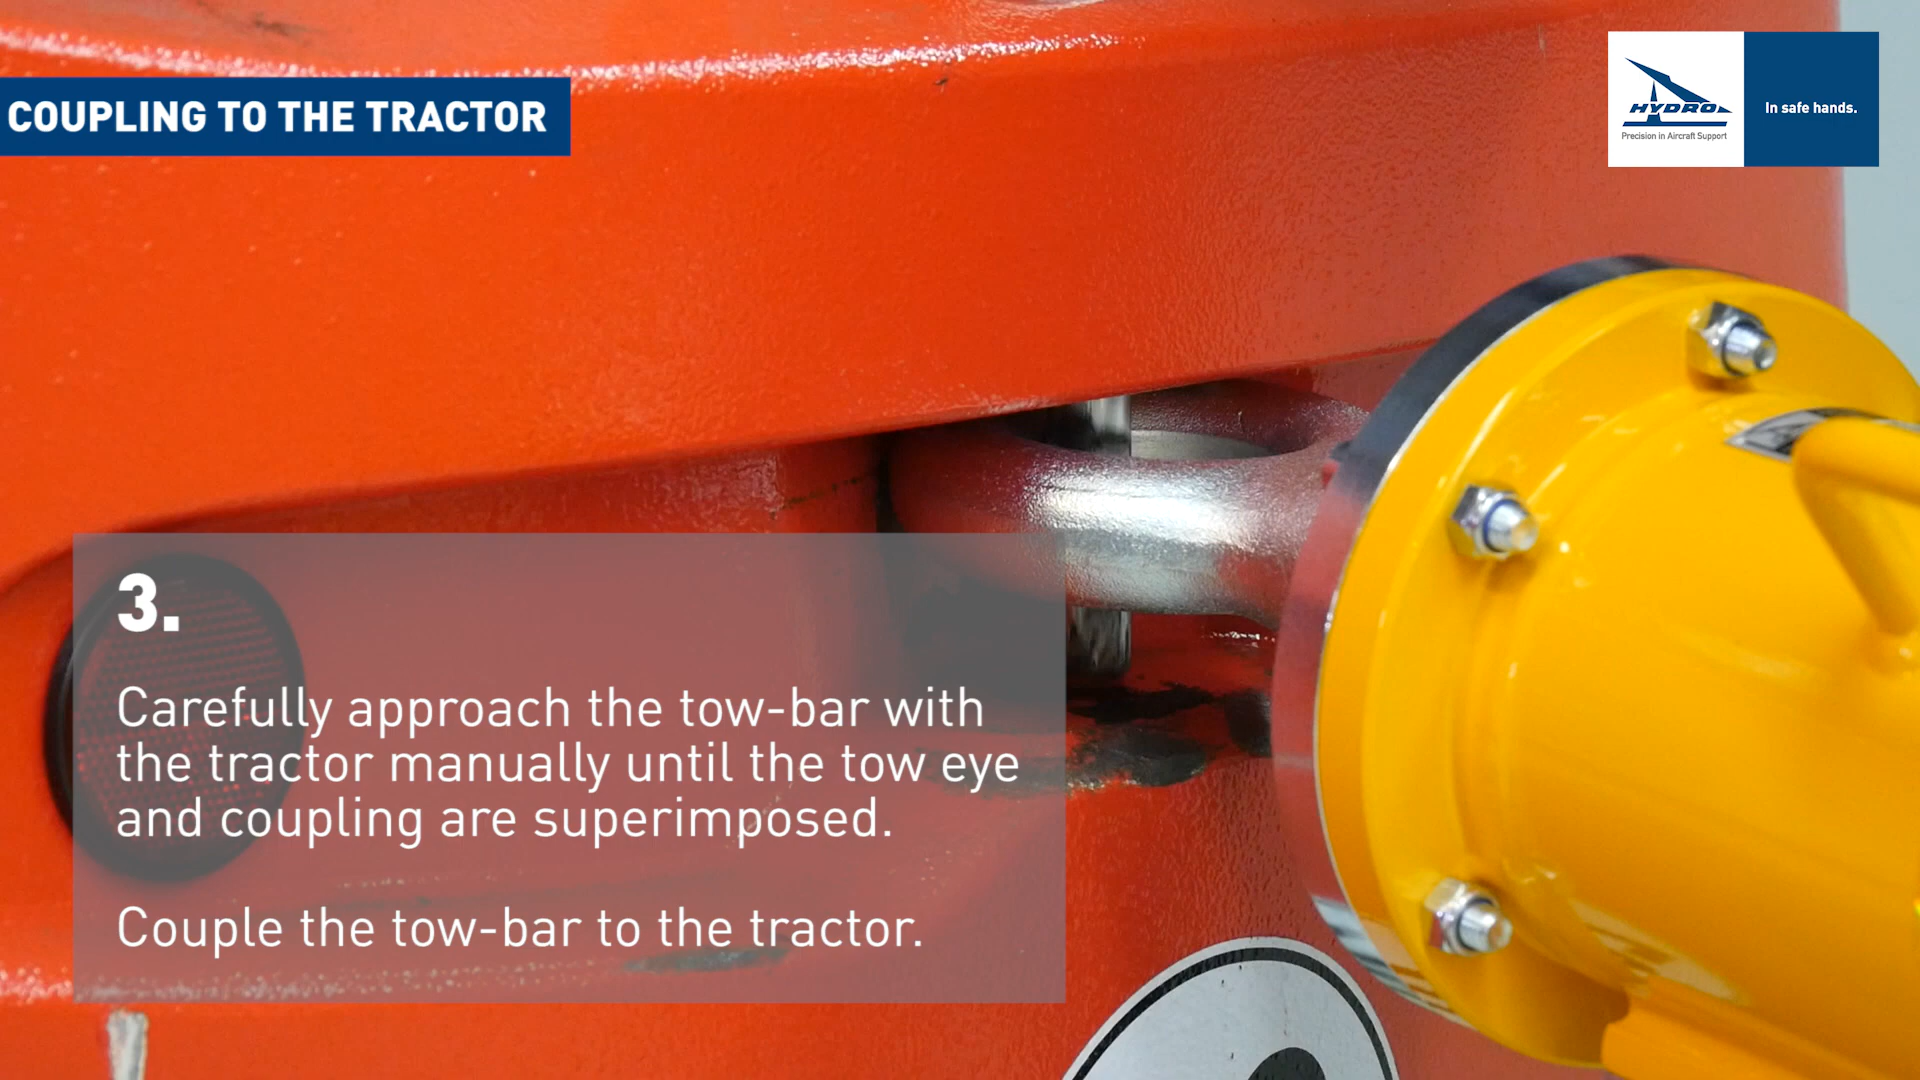 COUPLING TO THE TRACTOR
HYDRO
Precision in Aircraft Support
In safe hands.
3.
Carefully approach the tow-bar with
the tractor manually until the tow eye
and coupling are superimposed.
Couple the tow-bar to the tractor.